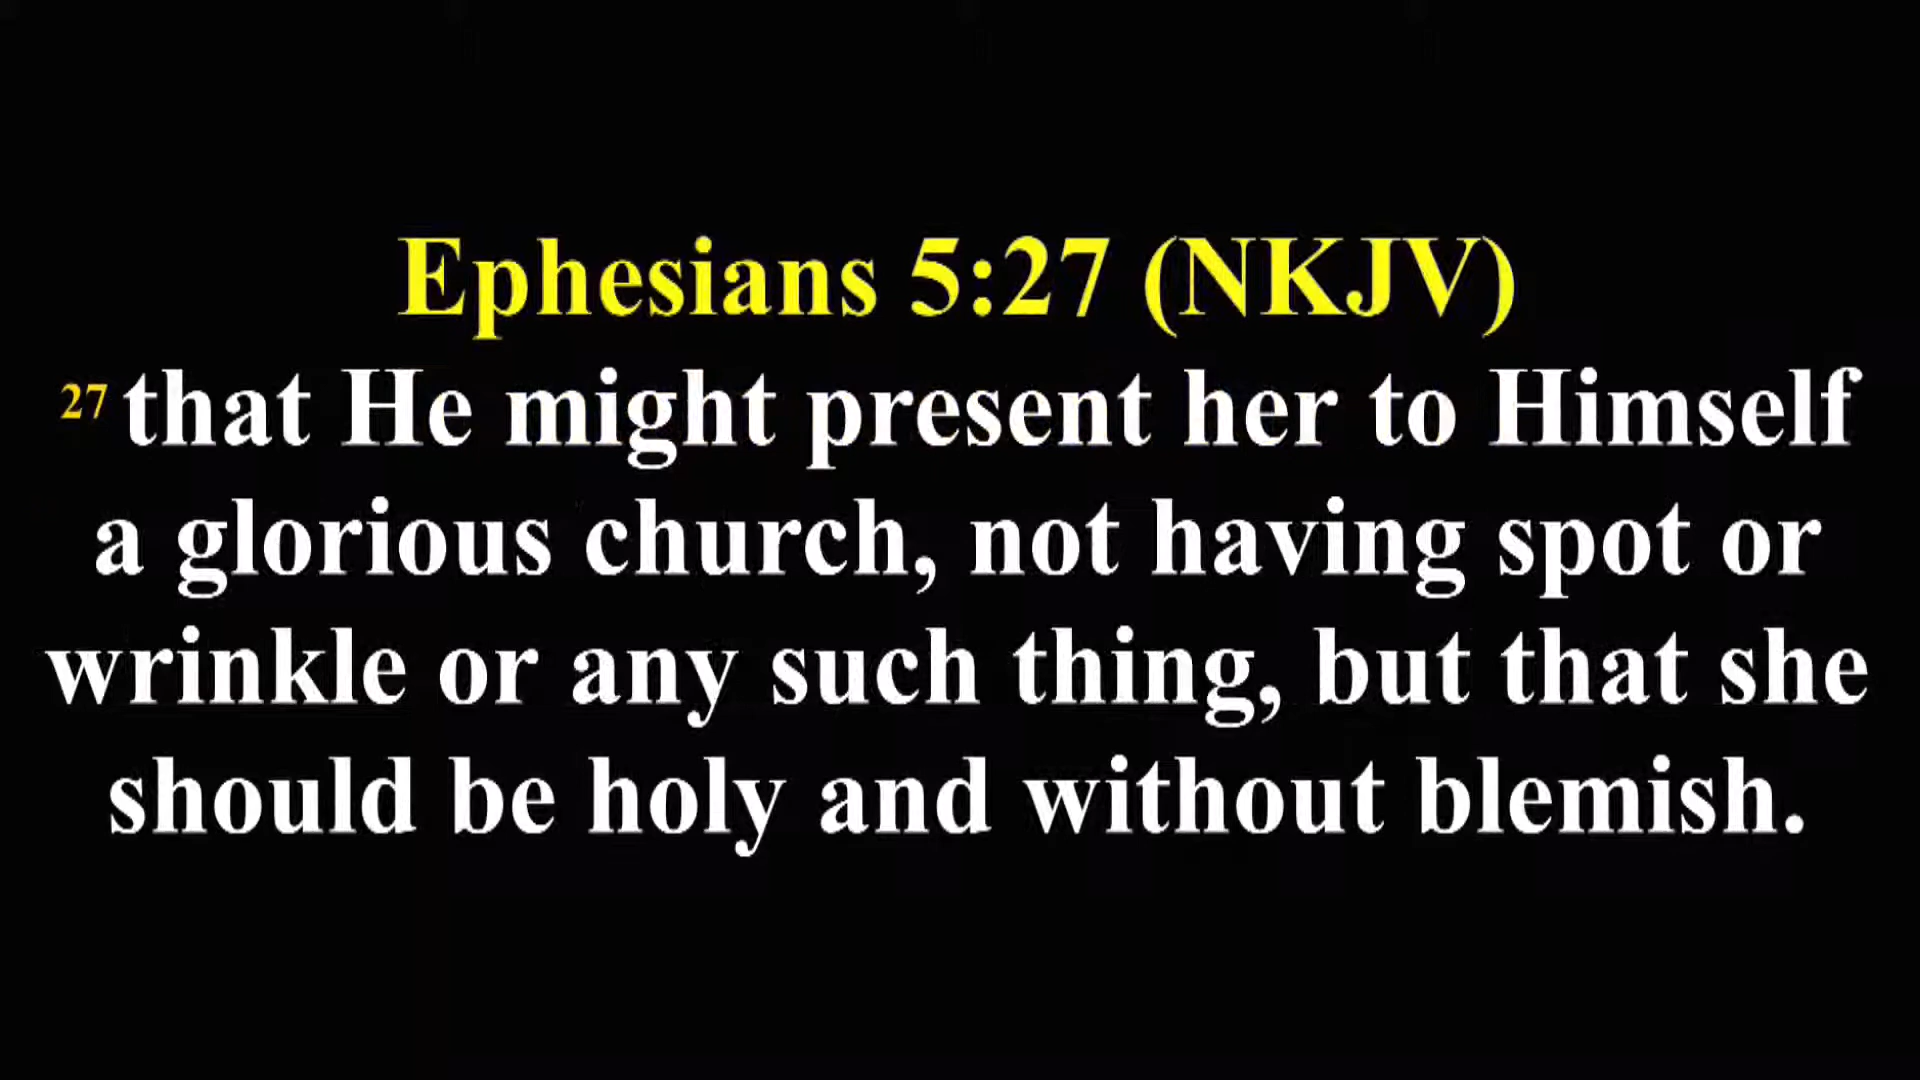 Ephesians 5:27 (NKJV)
27 that He might present her to Himself
a glorious church, not having spot or
wrinkle or any such thing, but that she
should be holy and without blemish.